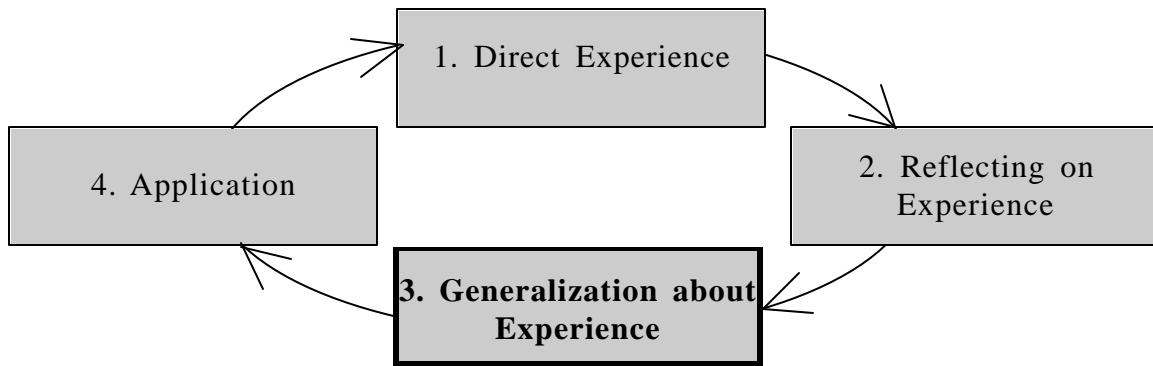 1. Direct Experience
2. Reflecting on
Experience
3. Generalization about
Experience
4. Application